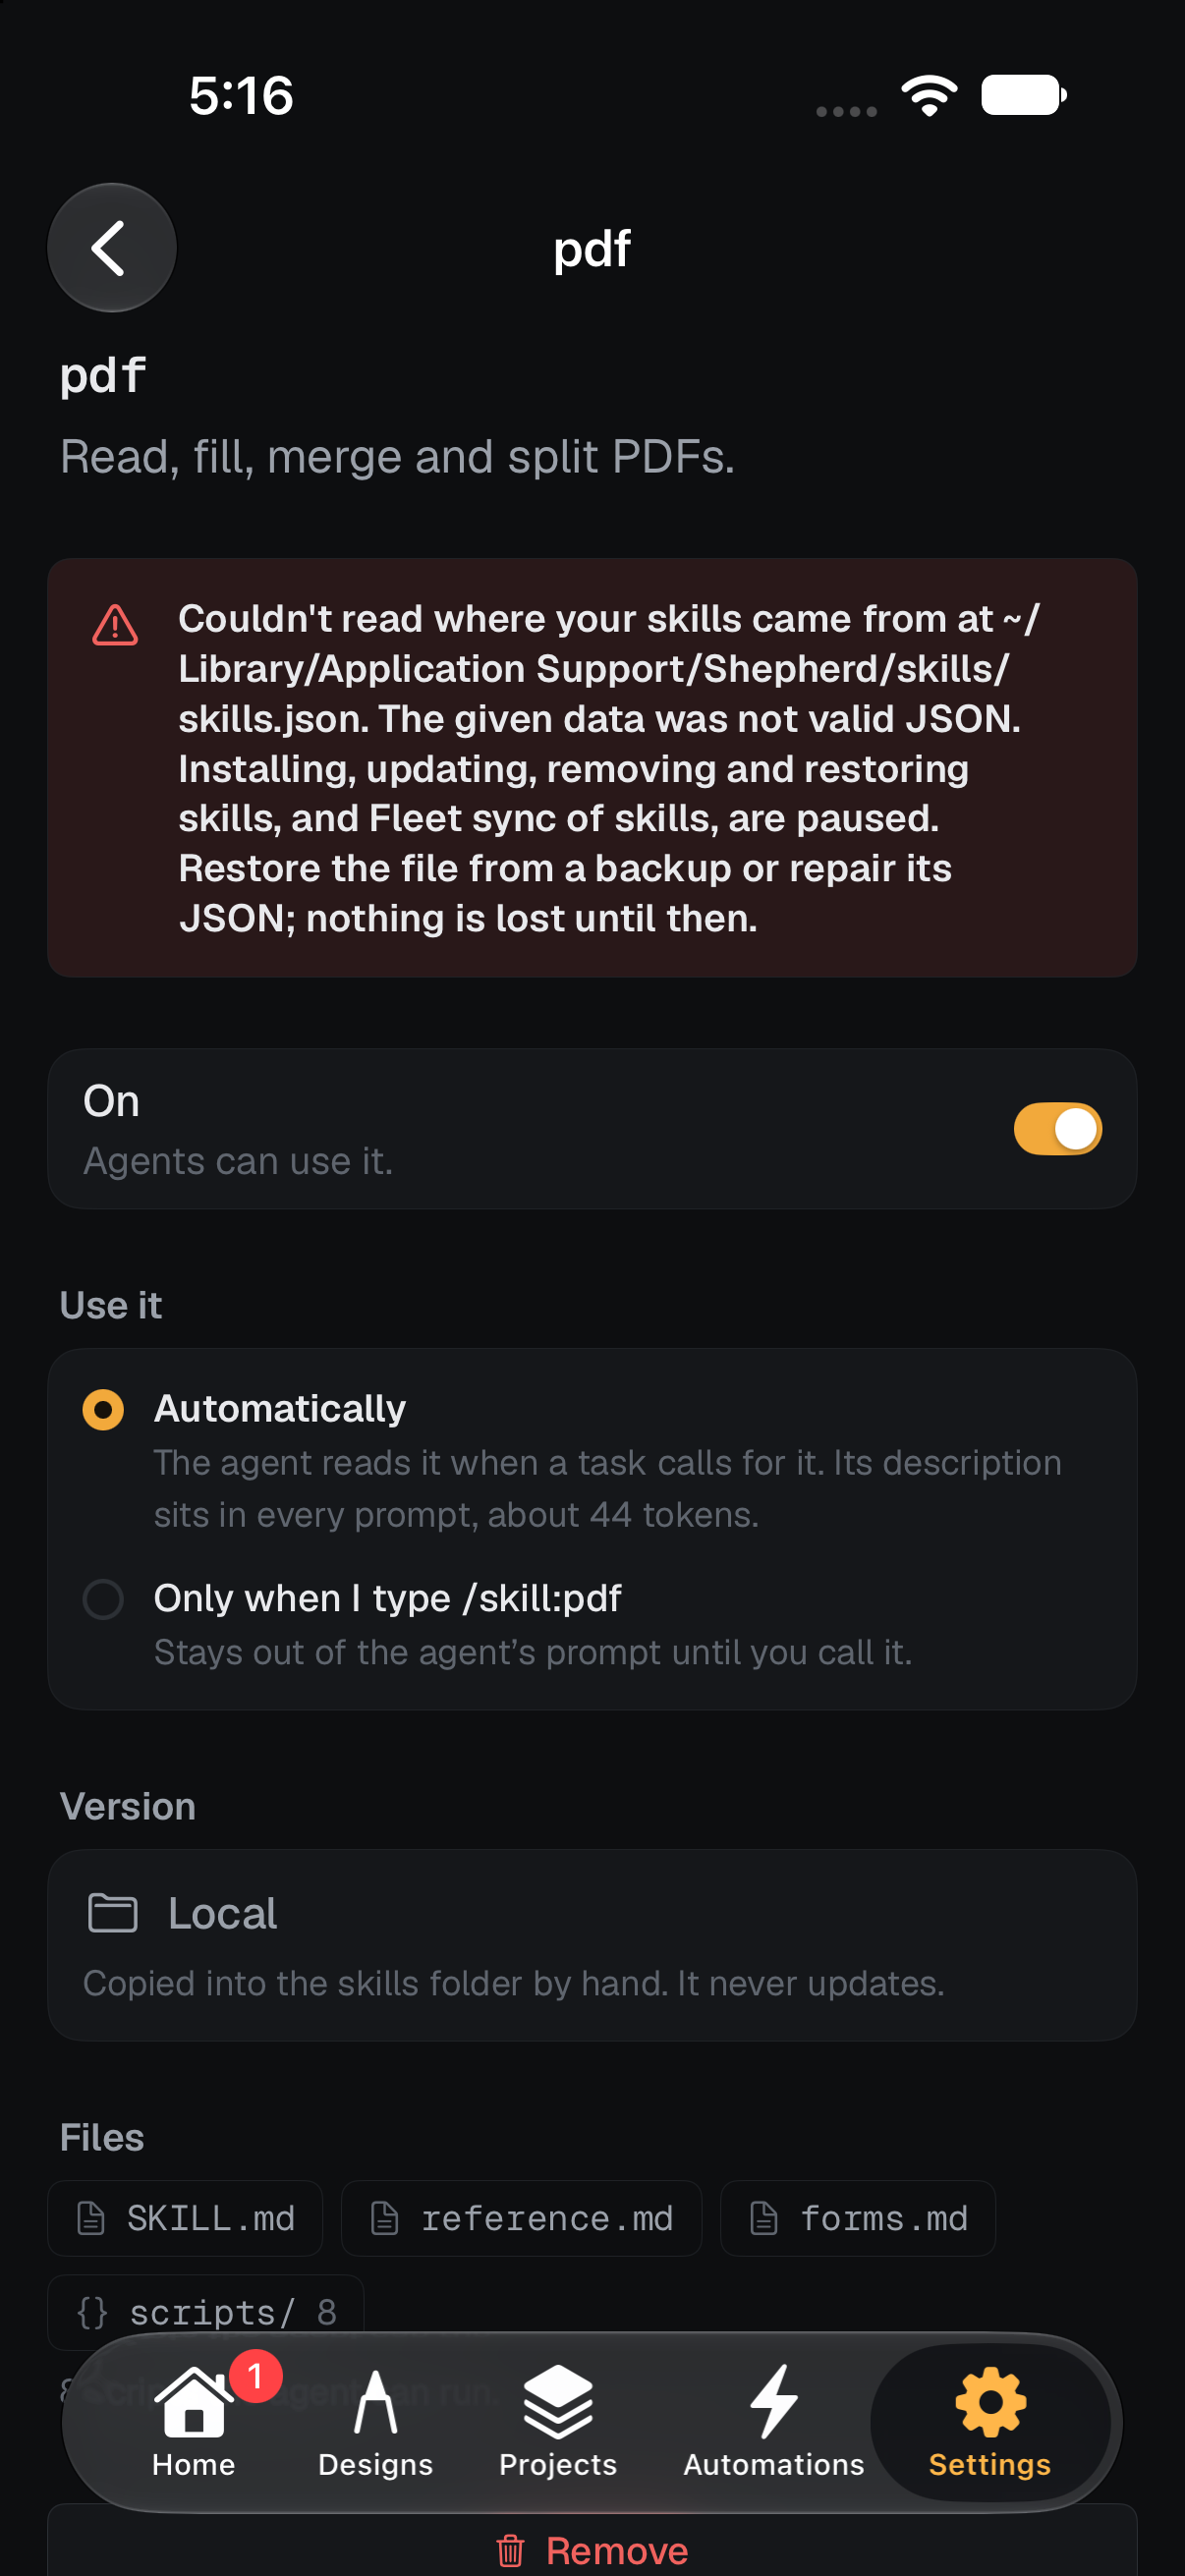 5:16
pdf
pdf
Read, fill, merge and split PDFs.
Couldn't read where your skills came from at ~/
Library/Application Support/Shepherd/skills/
skills.json. The given data was not valid JSON.
Installing, updating, removing and restoring
skills, and Fleet sync of skills, are paused.
Restore the file from a backup or repair its
JSON; nothing is lost until then.
On
Agents can use it.
Use it
Automatically
The agent reads it when a task calls for it. Its description
sits in every prompt, about 44 tokens.
Only when I type /skill:pdf
Stays out of the agent’s prompt until you call it.
Version
Local
Copied into the skills folder by hand. It never updates.
Files
SKILL.md reference.md forms.md
{} scripts/ 8
1
Home Designs Projects Automations Settings
Remove